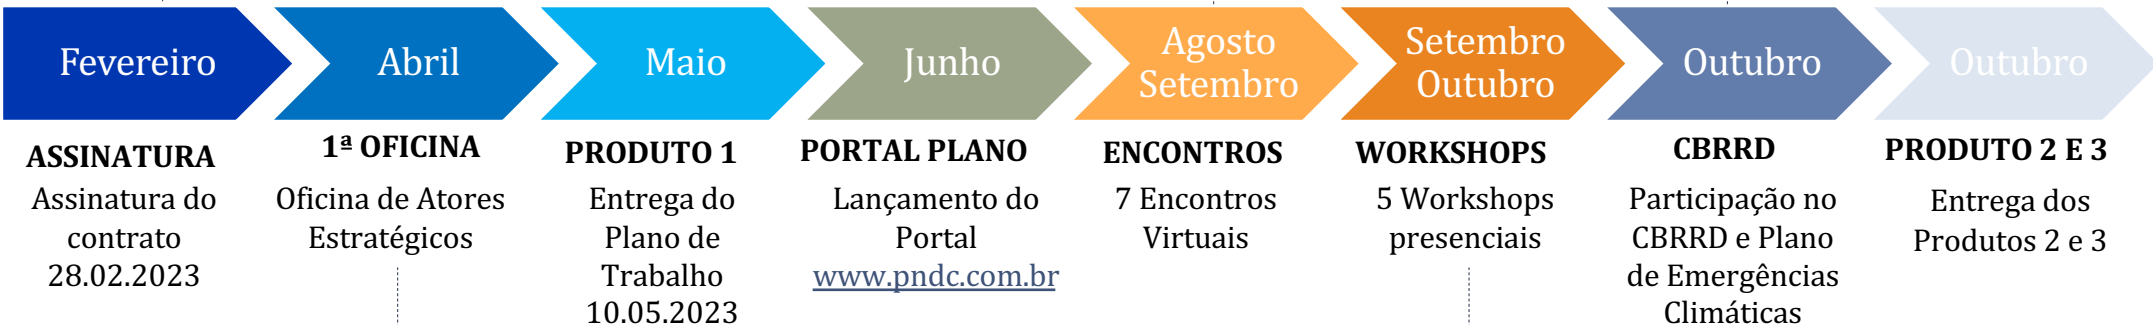 Fevereiro
Abril
Maio
Junho
Agosto
Setembro
Setembro
Outubro
Outubro
Outubro
ASSINATURA
Assinatura do
contrato
28.02.2023
1ª OFICINA
Oficina de Atores
Estratégicos
PRODUTO 1
Entrega do
Plano de
Trabalho
10.05.2023
PORTAL PLANO
Lançamento do
Portal
www.pndc.com.br
ENCONTROS
7 Encontros
Virtuais
WORKSHOPS
5 Workshops
presenciais
CBRRD
Participação no
CBRRD e Plano
de Emergências
Climáticas
PRODUTO 2 E 3
Entrega dos
Produtos 2 e 3